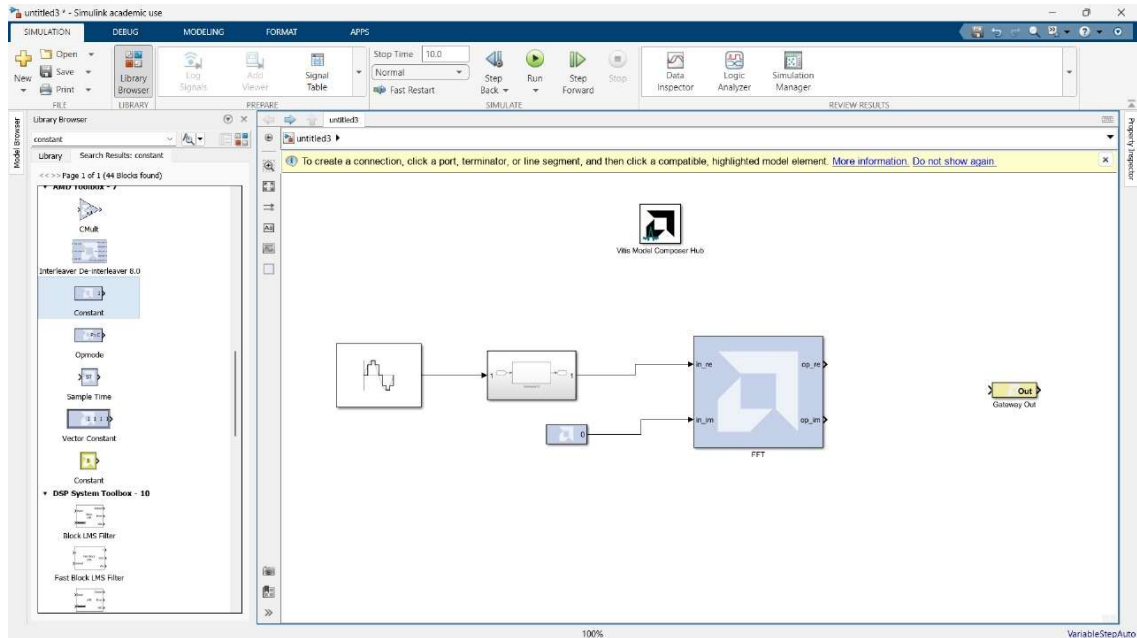 untitled3 * - Simulink academic use
SIMULATION DEBUG MODELING FORMAT APPS
New
Open
Save
Print
FILE
Library Browser
LIBRARY
Log Signals
Add Viewer
Signal Table
PREPARE
Stop Time 10.0
Normal
Fast Restart
Step Back
Run
Step Forward
Stop
SIMULATE
Data Inspector
Logic Analyzer
Simulation Manager
REVIEW RESULTS
Model Browser
Library Browser
constant
Library Search Results: constant
<< >> Page 1 of 1 (44 Blocks found)
AMD Toolbox - 7
CMult
Interleaver De-interleaver 8.0
Constant
Opmode
ST
Sample Time
Vector Constant
Constant
DSP System Toolbox - 10
Block LMS Filter
Fast Block LMS Filter
untitled3
untitled3
To create a connection, click a port, terminator, or line segment, and then click a compatible, highlighted model element. More information. Do not show again
Property Inspector
Vitis Model Composer Hub
1 1
0
in_re op_re
in_im op_im
FFT
Out
Gateway Out
100%
VariableStepAuto